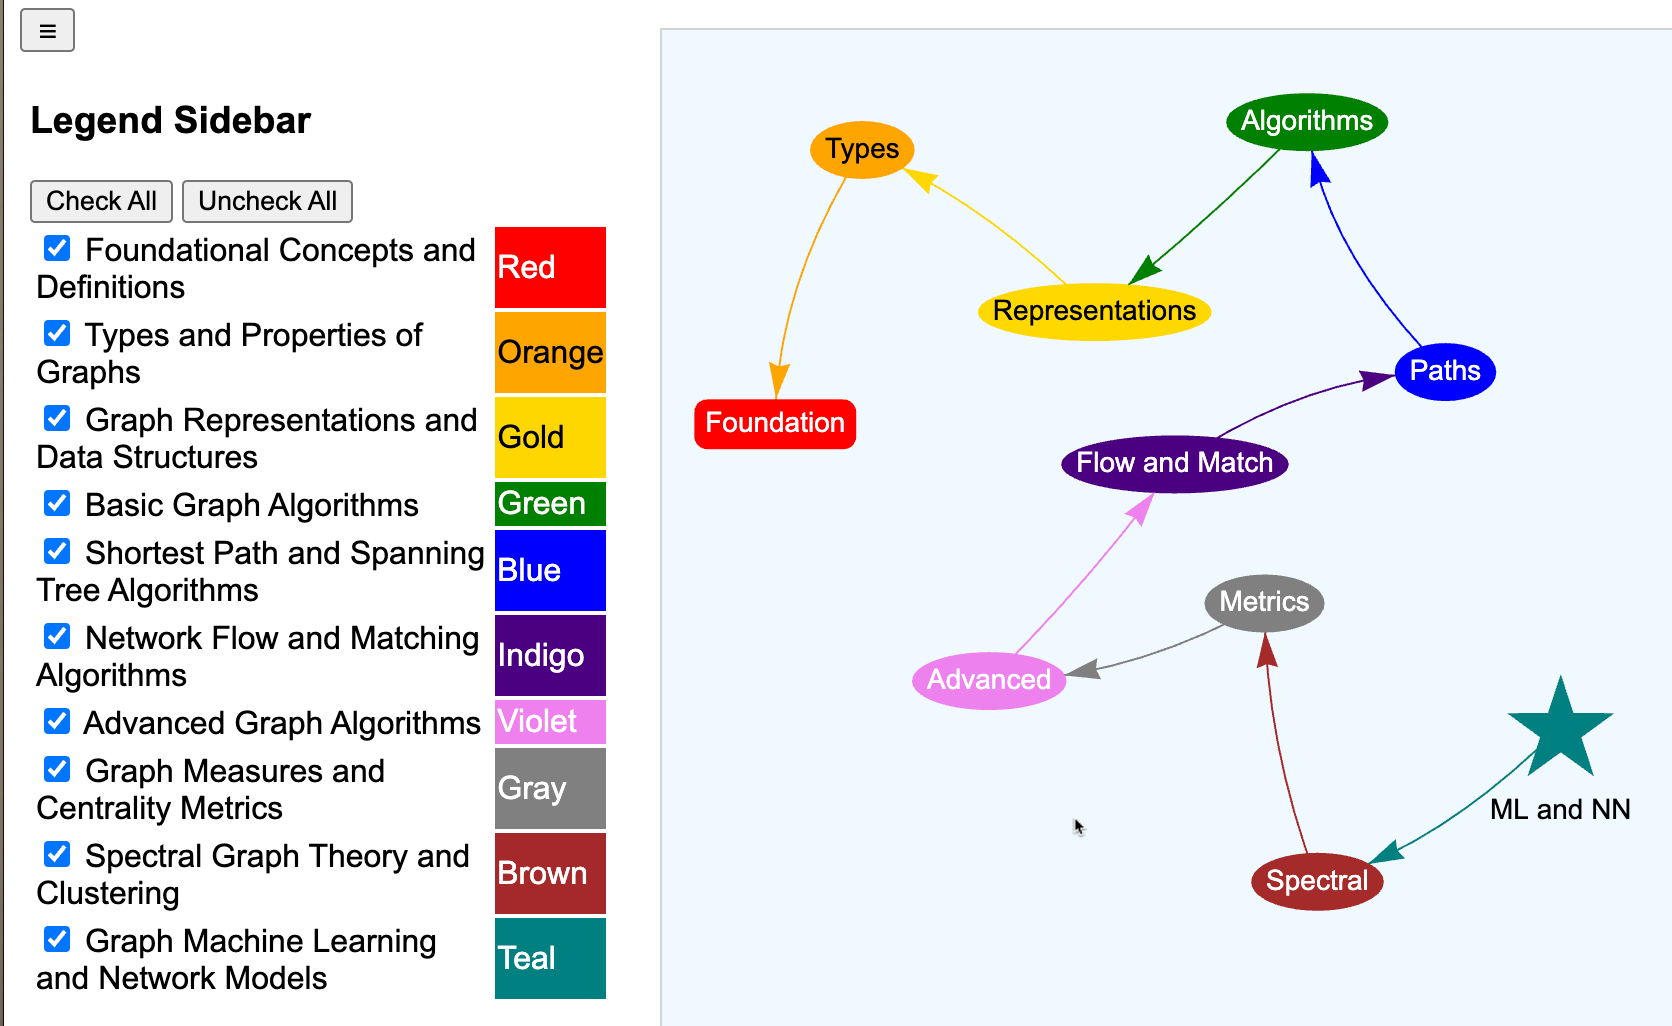 ≡
Legend Sidebar
Check All Uncheck All
Foundational Concepts and
Definitions
Red
Types and Properties of
Graphs
Orange
Graph Representations and
Data Structures
Gold
Basic Graph Algorithms
Green
Shortest Path and Spanning
Tree Algorithms
Blue
Network Flow and Matching
Algorithms
Indigo
Advanced Graph Algorithms
Violet
Graph Measures and
Centrality Metrics
Gray
Spectral Graph Theory and
Clustering
Brown
Graph Machine Learning
and Network Models
Teal
Algorithms
Types
Representations
Paths
Foundation
Flow and Match
Metrics
Advanced
ML and NN
Spectral